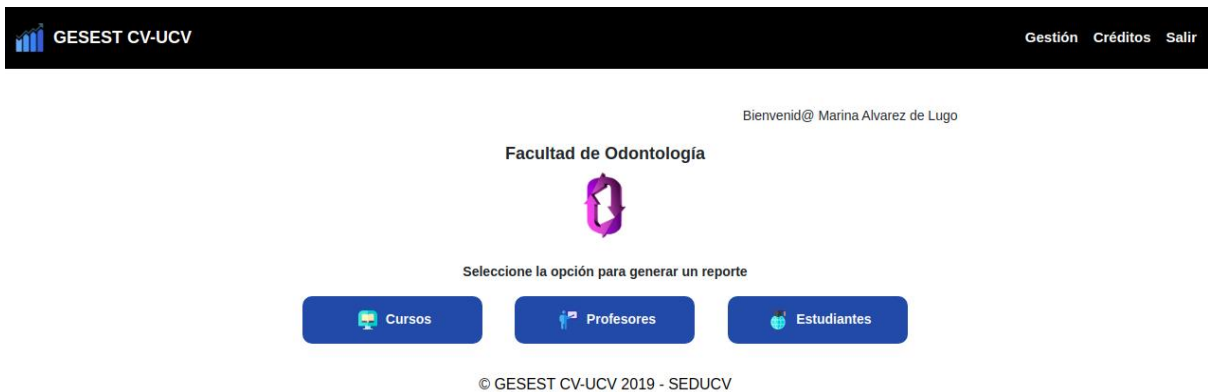 GESEST CV-UCV
Gestión Créditos Salir
Bienvenid@ Marina Alvarez de Lugo
Facultad de Odontología
Seleccione la opción para generar un reporte
Cursos
Profesores
Estudiantes
© GESEST CV-UCV 2019 - SEDUCV